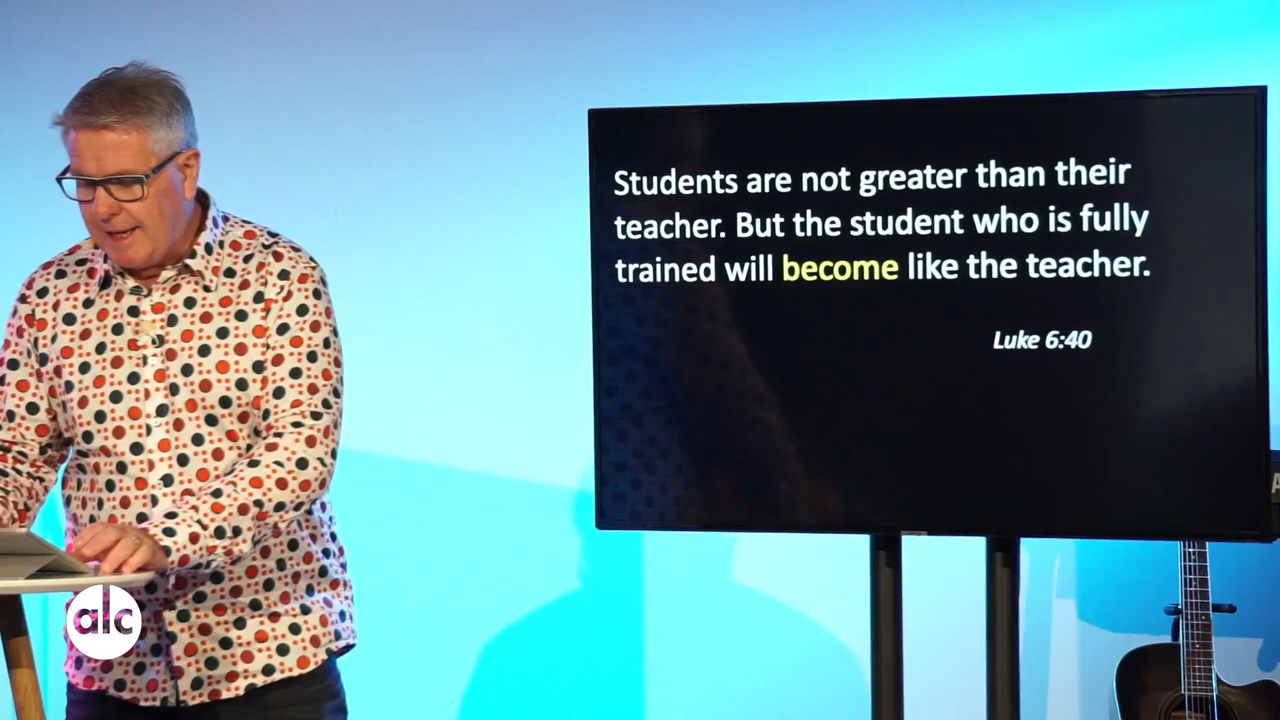 Students are not greater than their
teacher. But the student who is fully
trained will become like the teacher.
Luke 6:40
alc